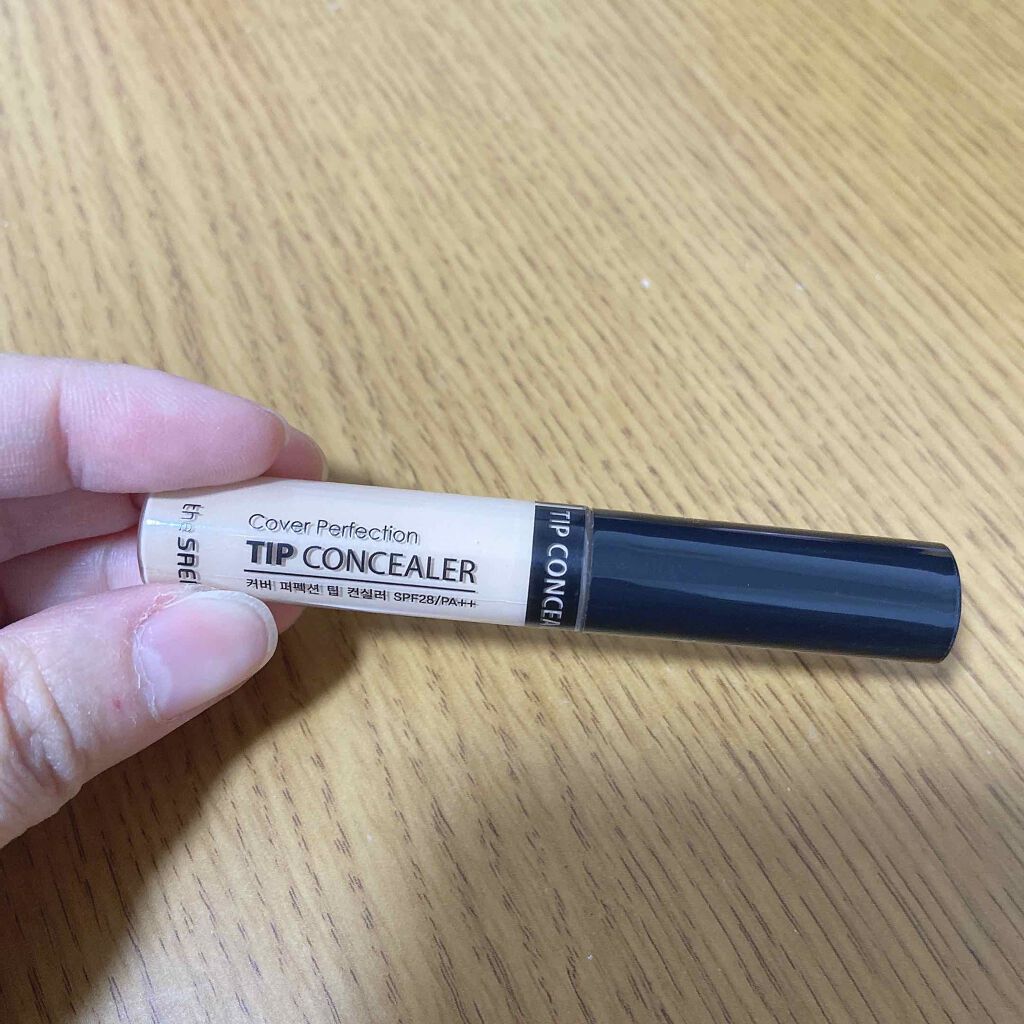 the SAEM
Cover Perfection
TIP CONCEALER
커버 퍼펙션 팁 컨실러 SPF28/PA++
TIP CONCEA